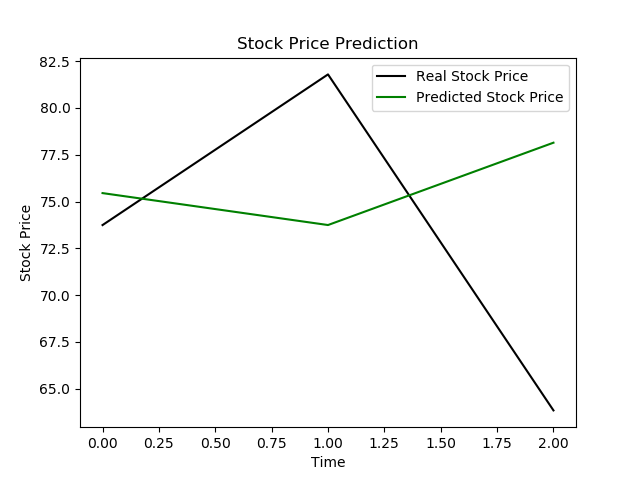 Stock Price Prediction
Real Stock Price
Predicted Stock Price
Stock Price
82.5
80.0
77.5
75.0
72.5
70.0
67.5
65.0
0.00 0.25 0.50 0.75 1.00 1.25 1.50 1.75 2.00
Time